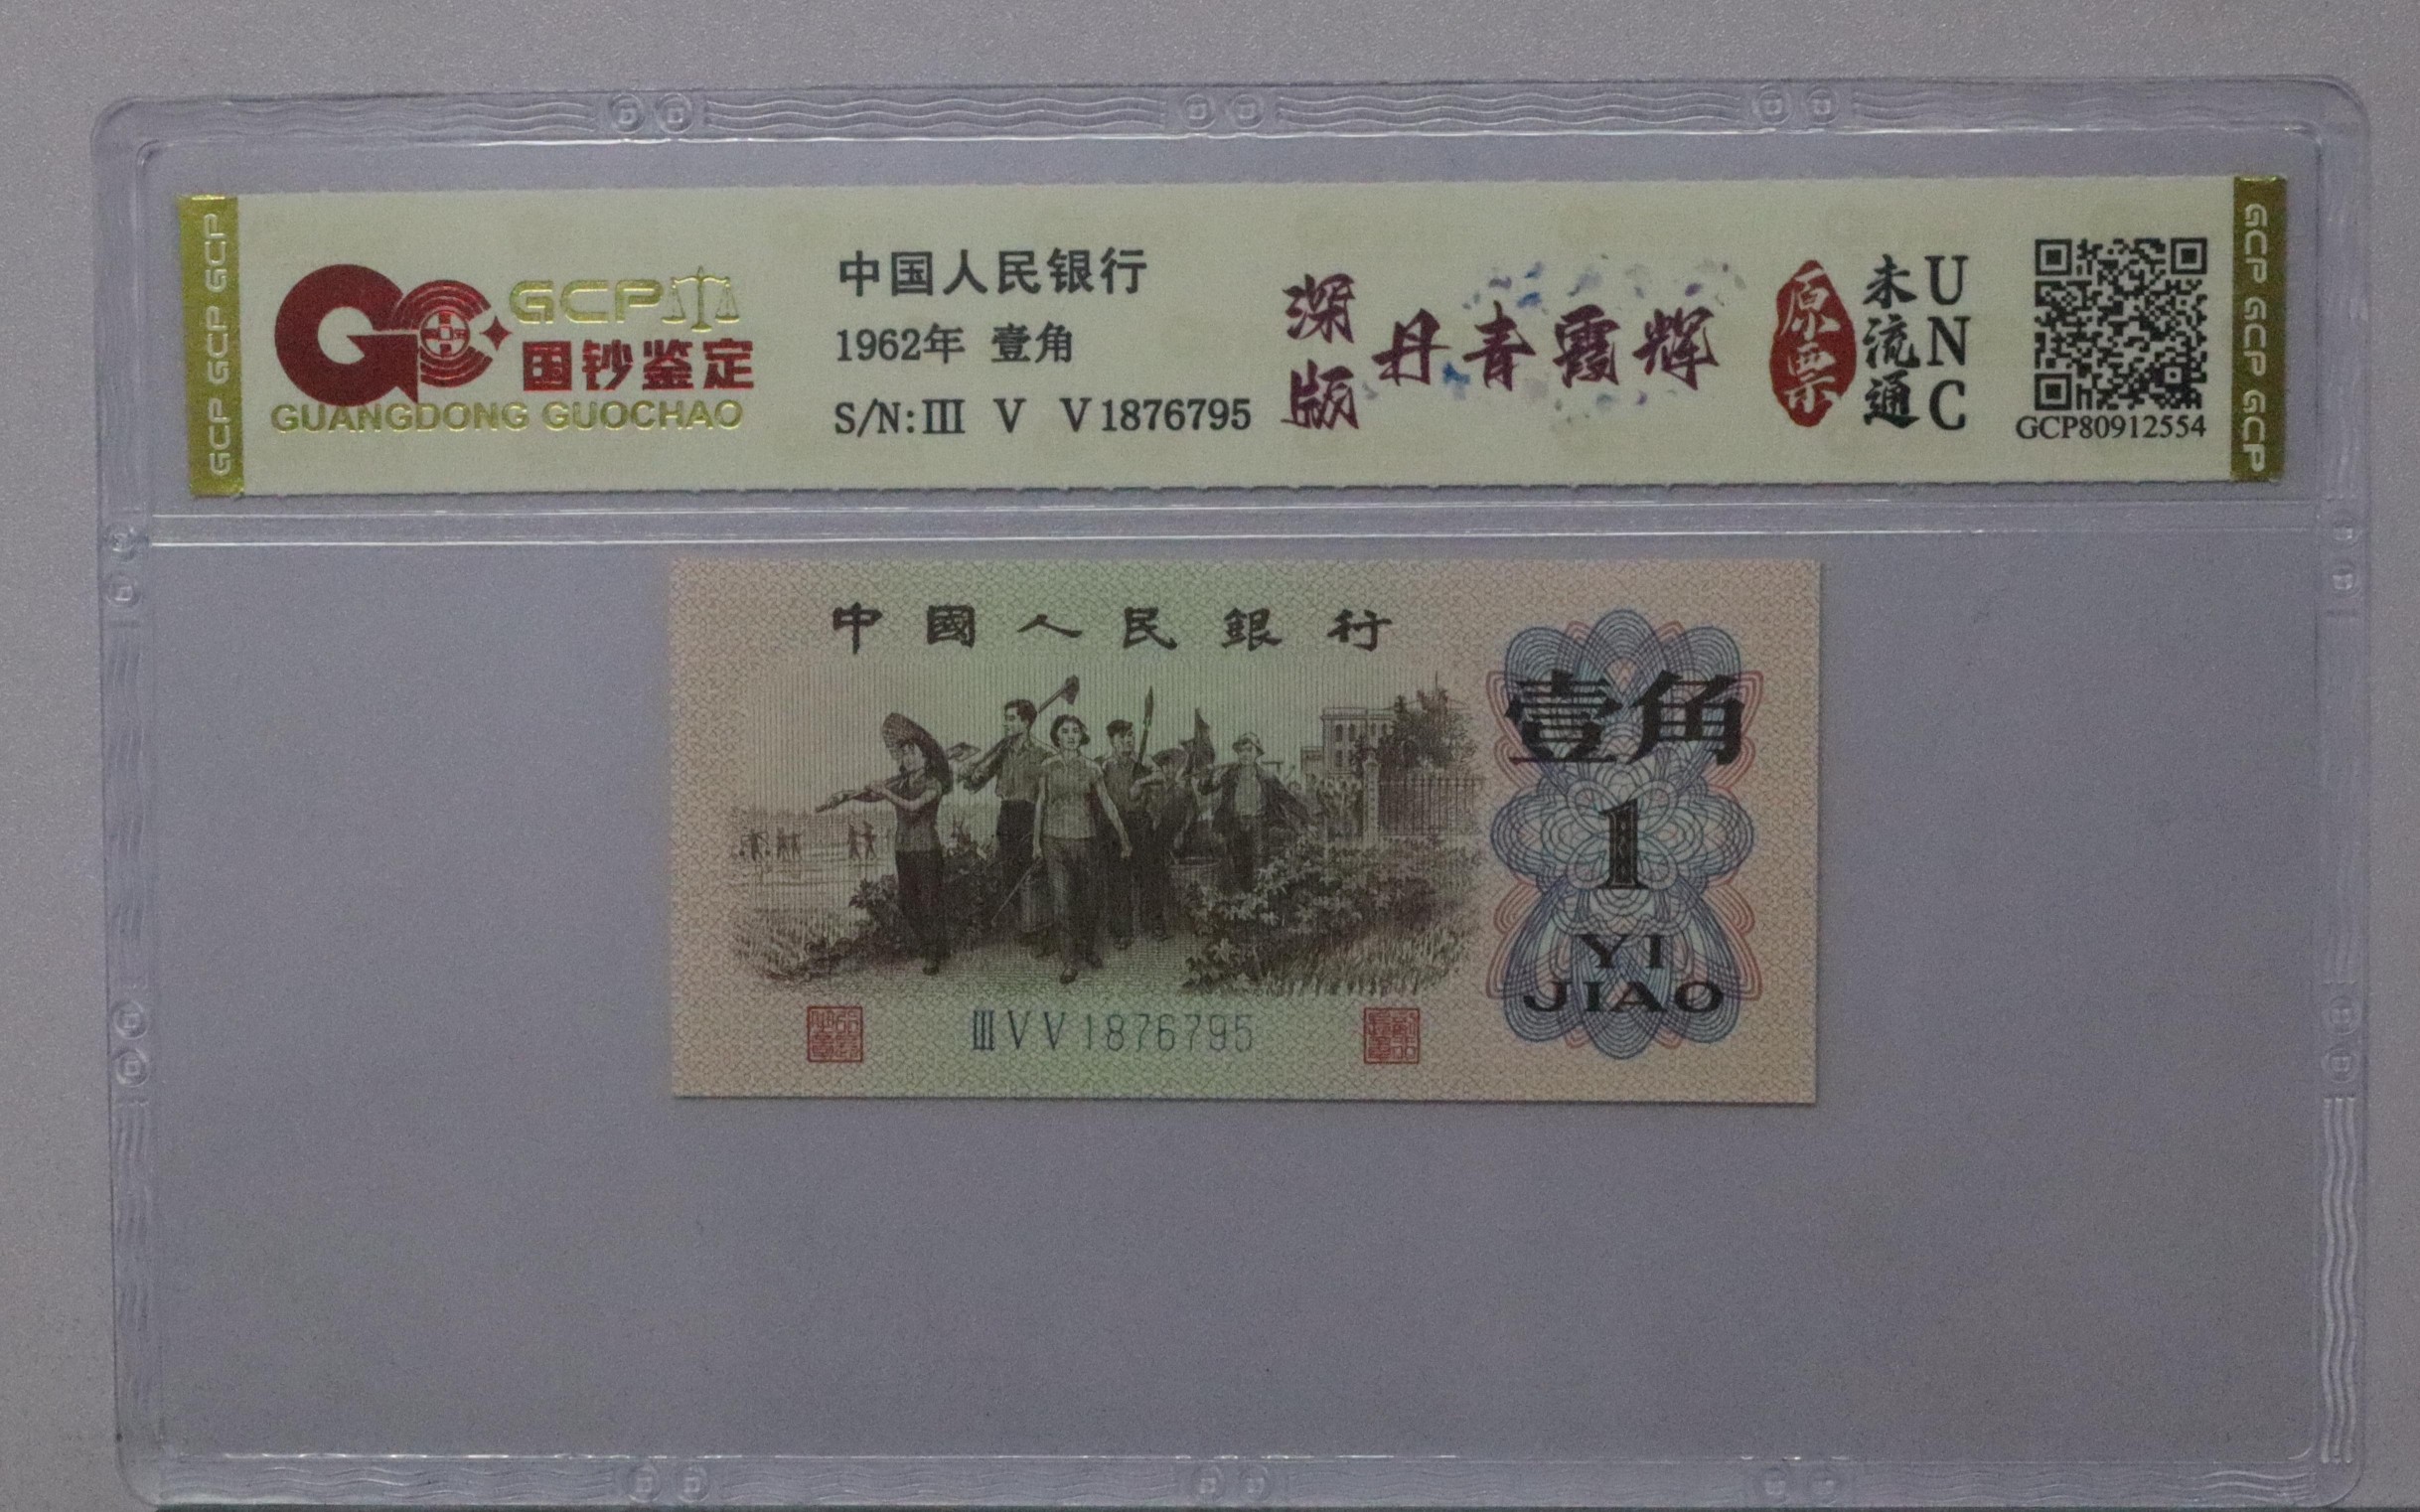 GCP GCP GCP
GCP
国钞鉴定
GUANGDONG GUOCHAO
中国人民银行
1962年 壹角
S/N:Ⅲ V V 1876795
深版
丹青霞辉
原票
未流通
UNC
GCP80912554
GCP GCP GCP
中國人民銀行
壹角
1
YI
JIAO
ⅢVV1876795